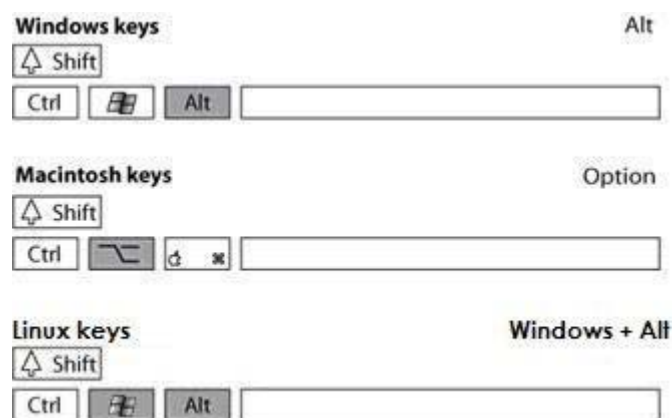 Windows keys Alt
Shift
Ctrl Alt
Macintosh keys Option
Shift
Ctrl ⌥ ⌘
Linux keys Windows + Alt
Shift
Ctrl Alt